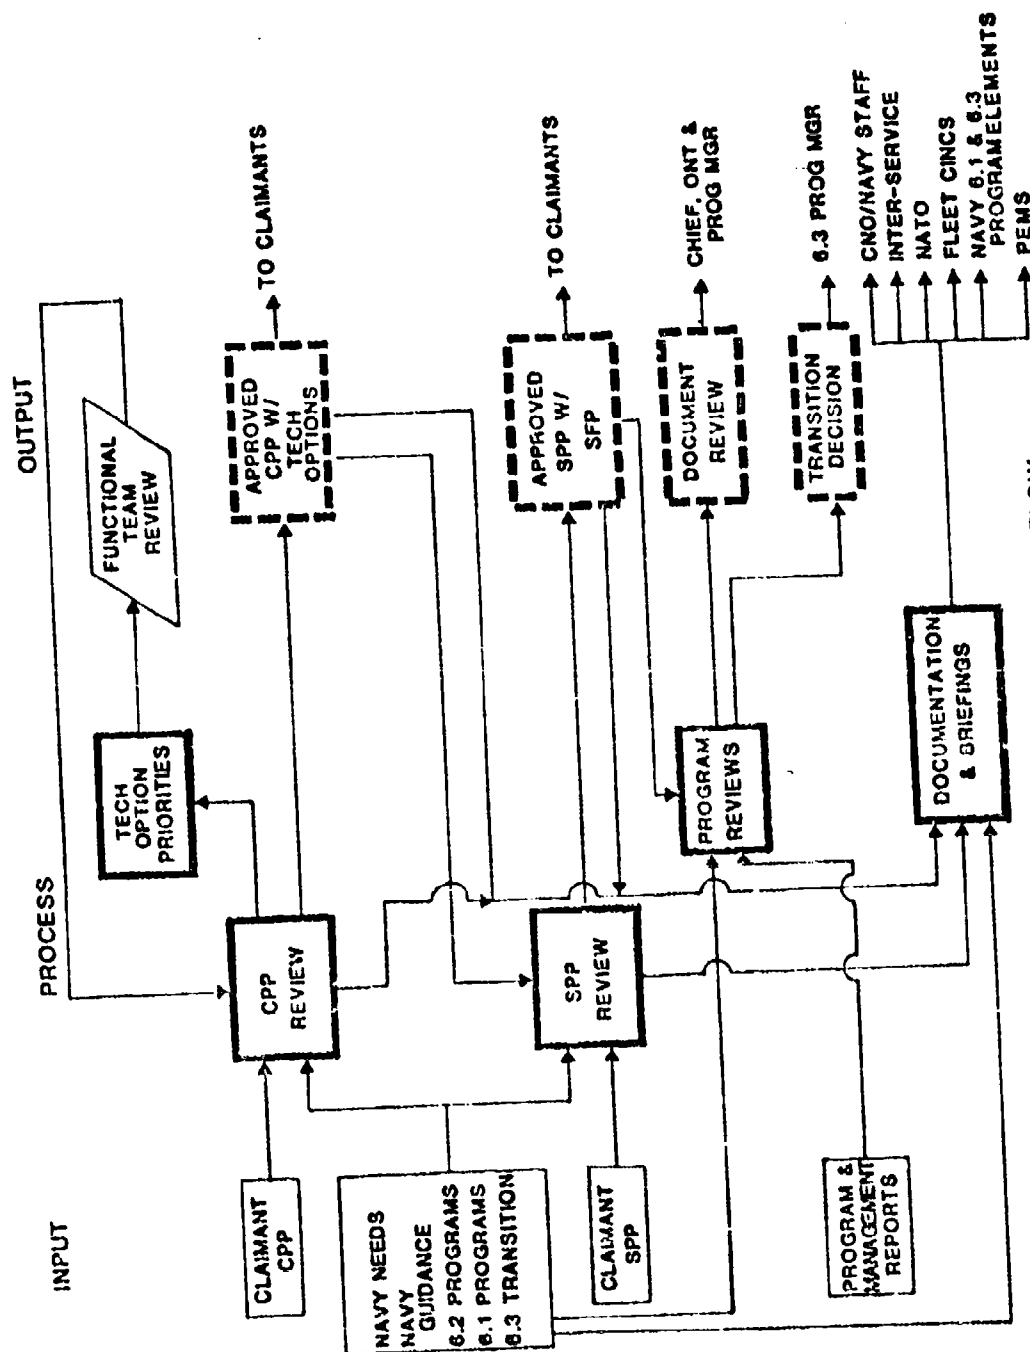 INPUT
PROCESS
OUTPUT
CLAIMANT
CPP
NAVY NEEDS
NAVY
GUIDANCE
6.2 PROGRAMS
6.1 PROGRAMS
6.3 TRANSITION
CLAIMANT
SPP
PROGRAM &
MANAGEMENT
REPORTS
CPP
REVIEW
SPP
REVIEW
TECH
OPTION
PRIORITIES
PROGRAM
REVIEWS
DOCUMENTATION
& BRIEFINGS
FUNCTIONAL
TEAM
REVIEW
APPROVED
CPP W/
TECH
OPTIONS
APPROVED
SPP W/
SFP
DOCUMENT
REVIEW
TRANSITION
DECISION
TO CLAIMANTS
TO CLAIMANTS
CHIEF, ONT &
PROG MGR
6.3 PROG MGR
CNO/NAVY STAFF
INTER-SERVICE
NATO
FLEET CINCS
NAVY 6.1 & 6.3
PROGRAM ELEMENTS
PEMS